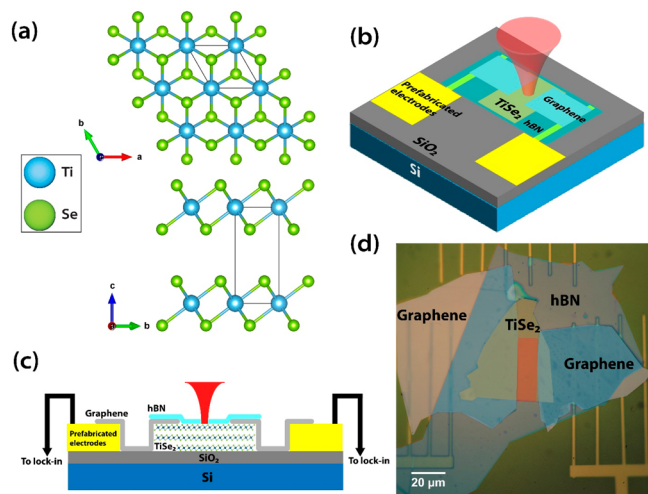 (a)
b
a
Ti
Se
c
b
(b)
Prefabricated
electrodes
Graphene
TiSe₂
hBN
SiO₂
Si
(c)
Graphene
hBN
Prefabricated
electrodes
TiSe₂
To lock-in
SiO₂
To lock-in
Si
(d)
hBN
Graphene
TiSe₂
Graphene
20 μm